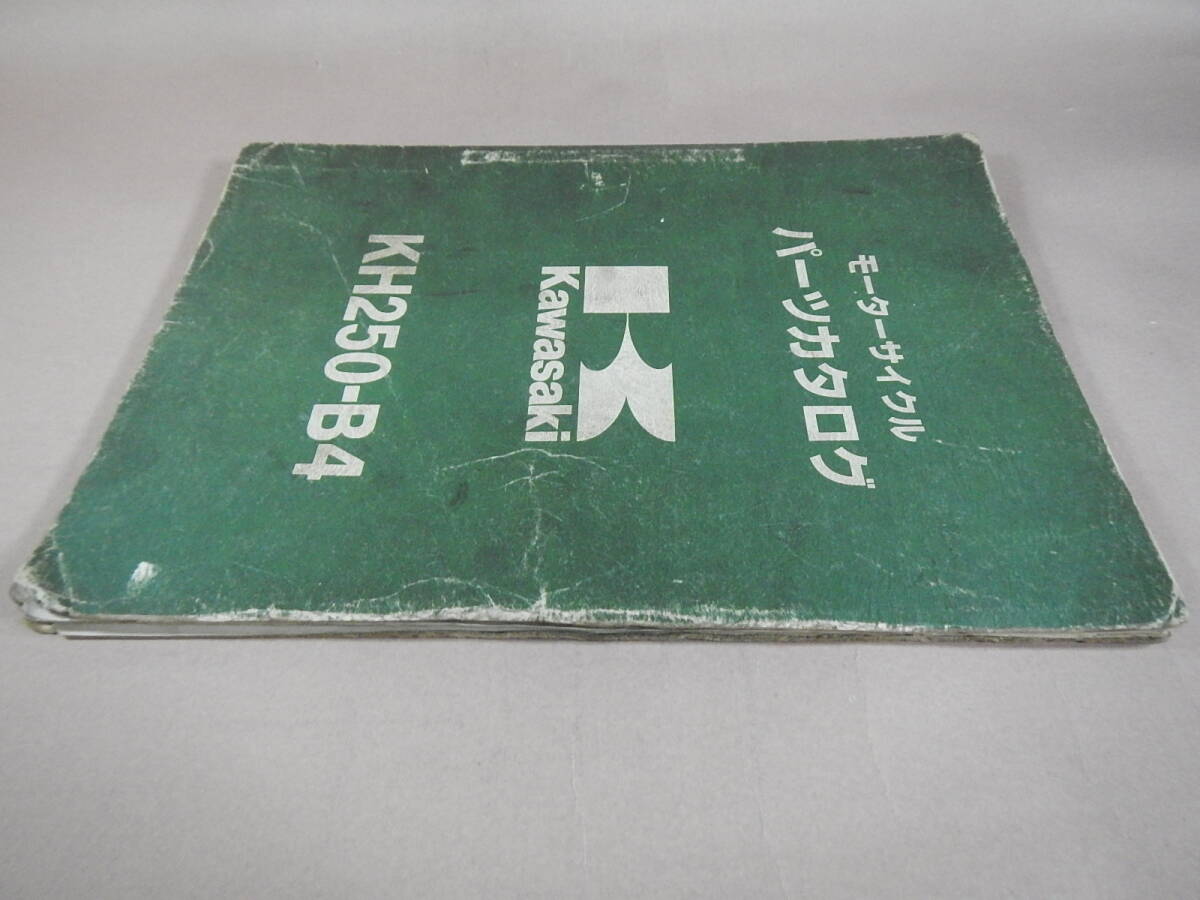 モーターサイクル
パーツカタログ
Kawasaki
KH250-B4